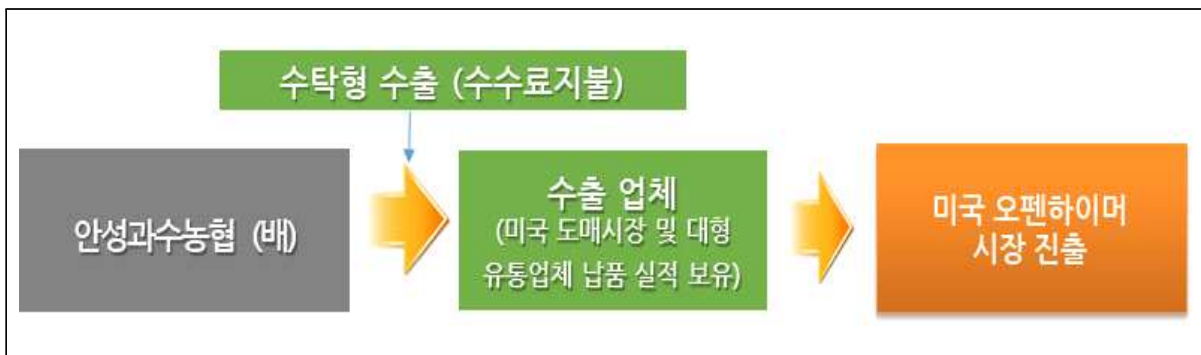 수탁형 수출 (수수료지불)
안성과수농협 (배)
수출 업체
(미국 도매시장 및 대형
유통업체 납품 실적 보유)
미국 오펜하이머
시장 진출